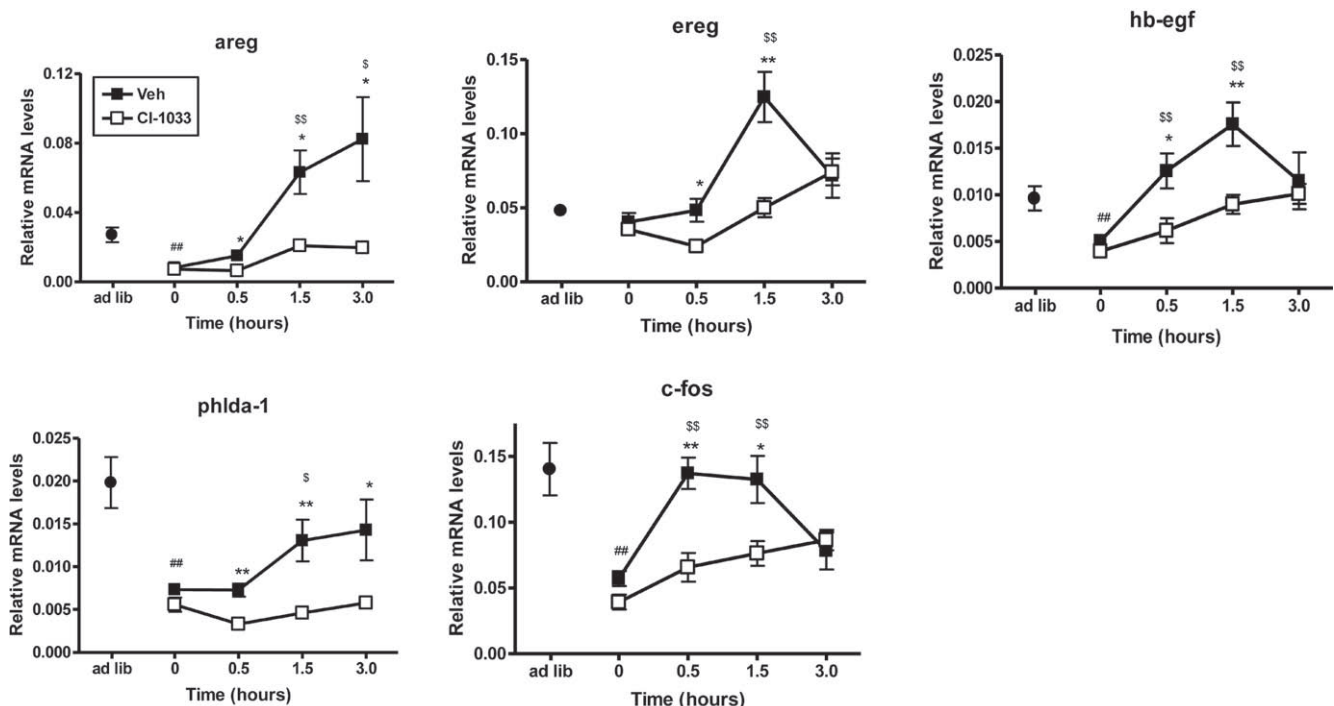 areg
Relative mRNA levels
0.12
0.08
0.04
0.00
Veh
CI-1033
##
*
$$
*
$
*
ad lib 0 0.5 1.5 3.0
Time (hours)
ereg
Relative mRNA levels
0.15
0.10
0.05
0.00
*
$$
**
ad lib 0 0.5 1.5 3.0
Time (hours)
hb-egf
Relative mRNA levels
0.025
0.020
0.015
0.010
0.005
0.000
##
$$
*
$$
**
ad lib 0 0.5 1.5 3.0
Time (hours)
phlda-1
Relative mRNA levels
0.025
0.020
0.015
0.010
0.005
0.000
##
**
$
**
*
ad lib 0 0.5 1.5 3.0
Time (hours)
c-fos
Relative mRNA levels
0.15
0.10
0.05
0.00
##
$$
**
$$
*
ad lib 0 0.5 1.5 3.0
Time (hours)